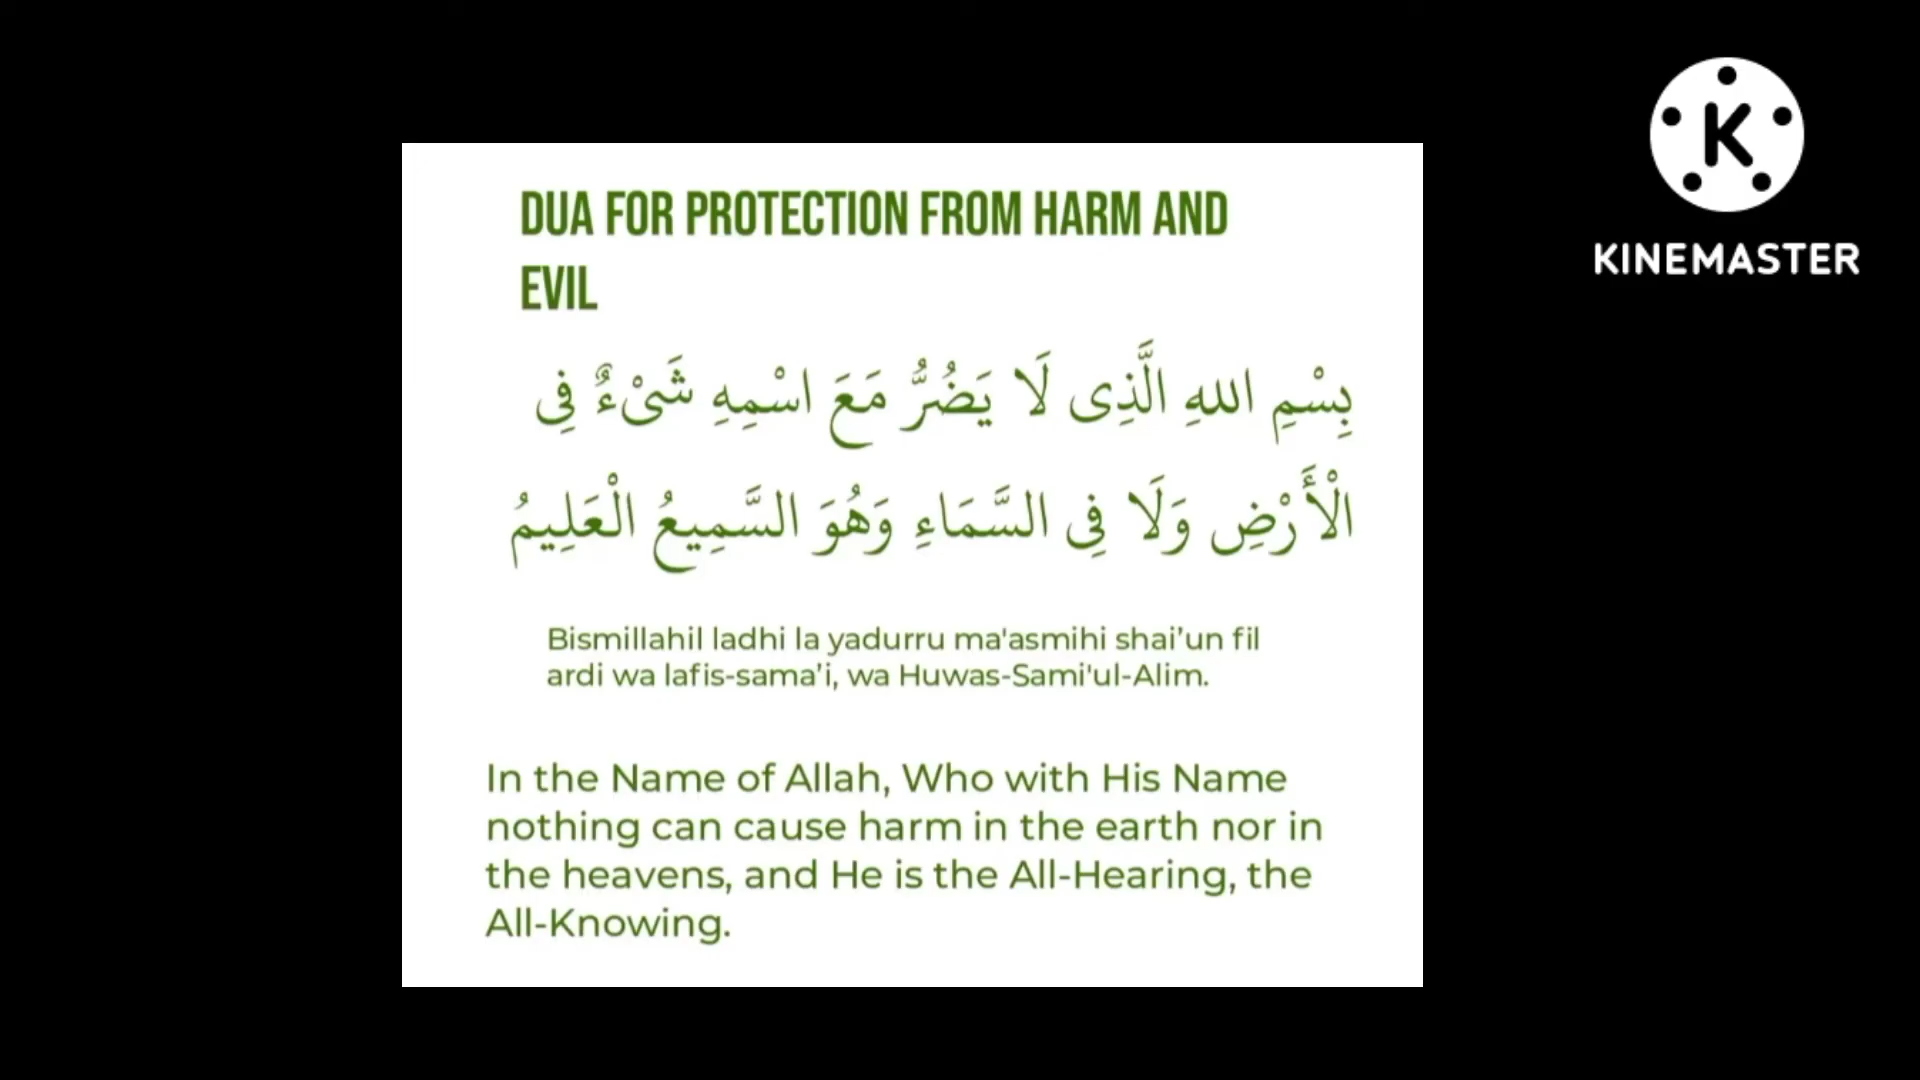 DUA FOR PROTECTION FROM HARM AND
EVIL
بِسْمِ اللهِ الَّذِى لَا يَضُرُّ مَعَ اسْمِهِ شَىْءٌ فِى
الْأَرْضِ وَلَا فِى السَّمَاءِ وَهُوَ السَّمِيعُ الْعَلِيمُ
Bismillahil ladhi la yadurru ma'asmihi shai’un fil
ardi wa lafis-sama’i, wa Huwas-Sami'ul-Alim.
In the Name of Allah, Who with His Name
nothing can cause harm in the earth nor in
the heavens, and He is the All-Hearing, the
All-Knowing.
K
KINEMASTER